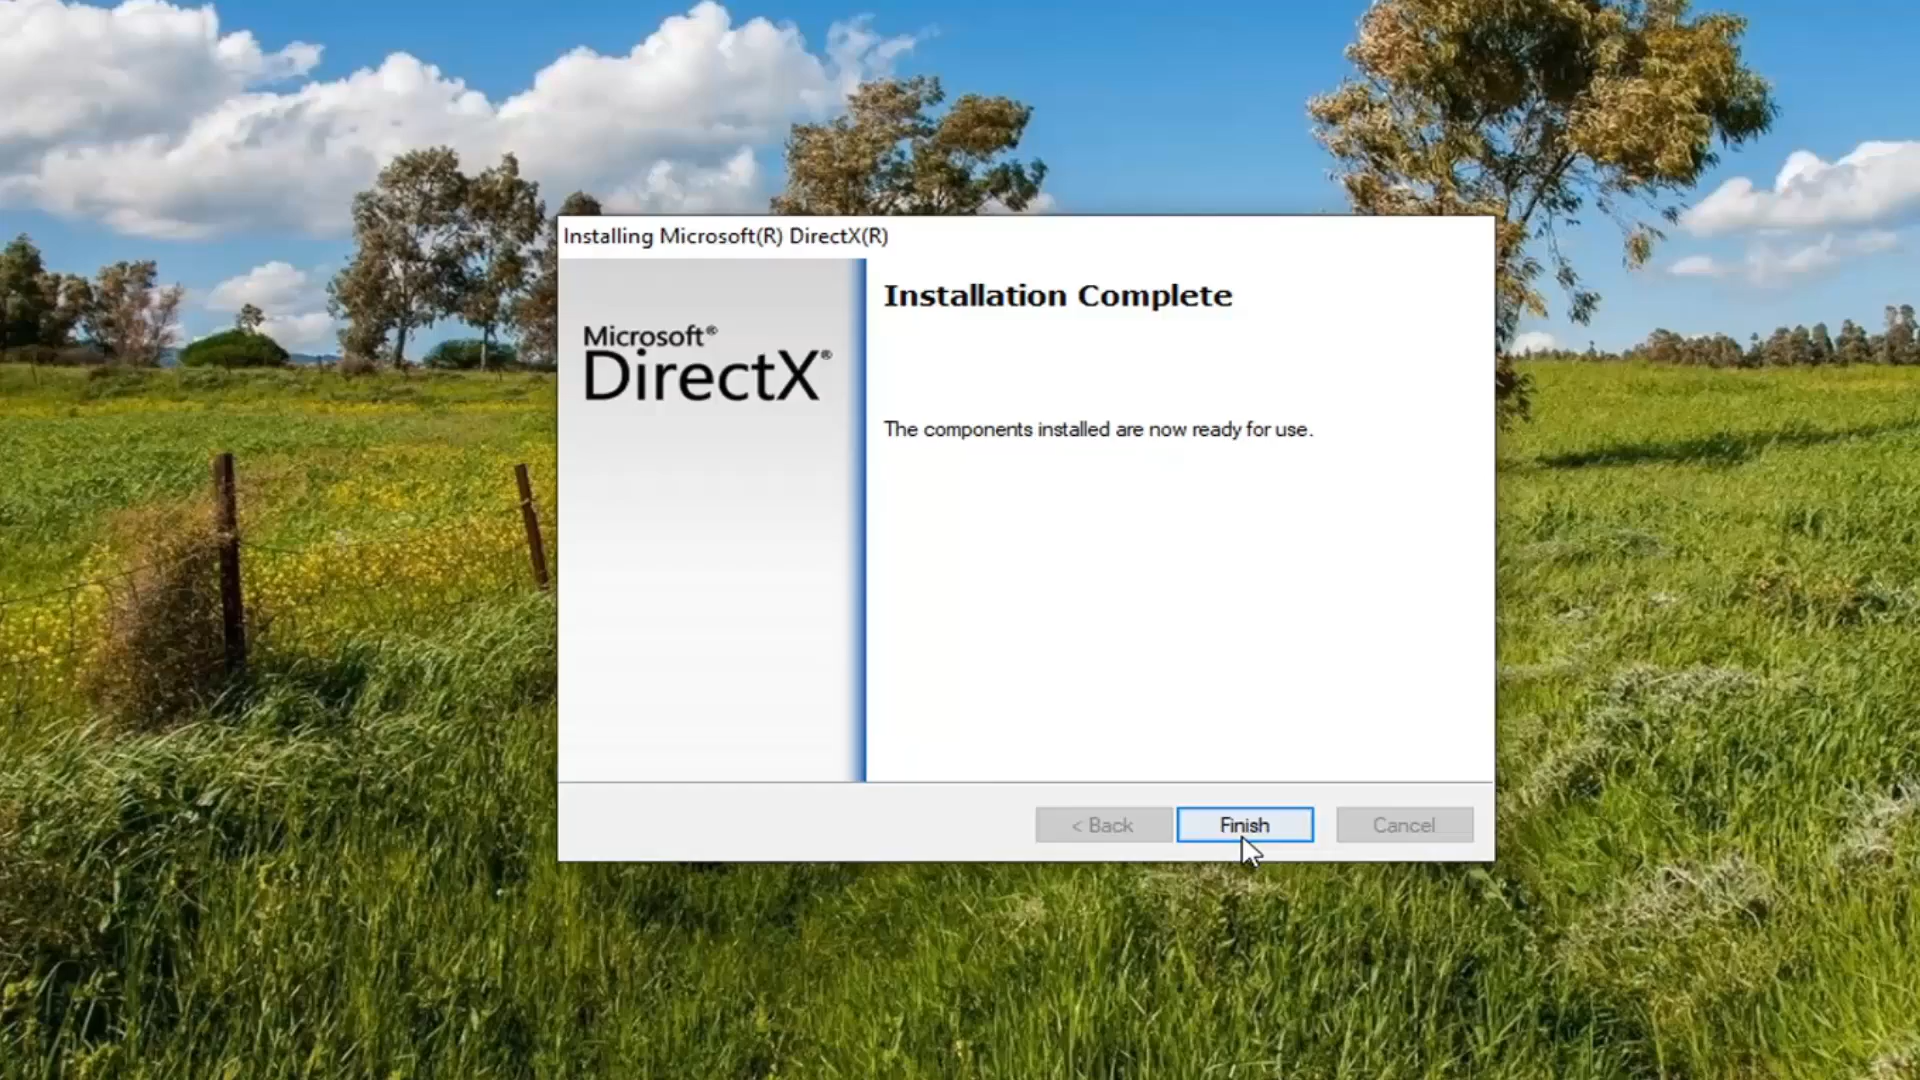 Installing Microsoft(R) DirectX(R)
Installation Complete
Microsoft®
DirectX®
The components installed are now ready for use.
< Back
Finish
Cancel